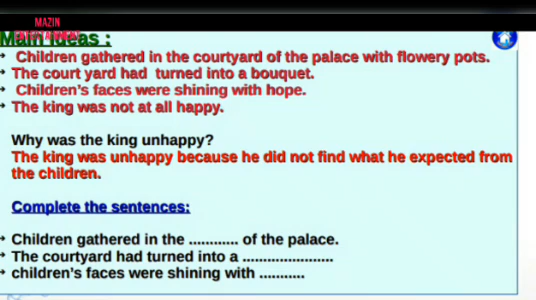 MAZIN
ENTERTAINMENT
Main Ideas :
Children gathered in the courtyard of the palace with flowery pots.
The court yard had turned into a bouquet.
Children's faces were shining with hope.
The king was not at all happy.
Why was the king unhappy?
The king was unhappy because he did not find what he expected from
the children.
Complete the sentences:
Children gathered in the ............ of the palace.
The courtyard had turned into a ......................
children's faces were shining with ...........